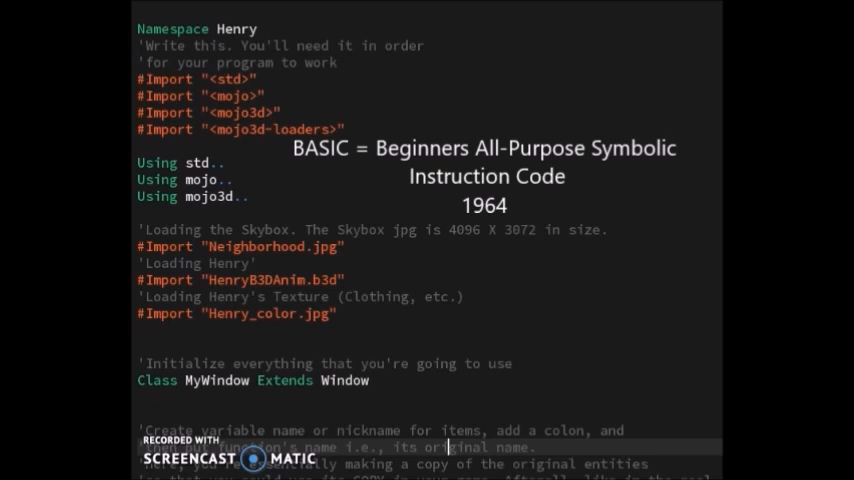 Namespace Henry
'Write this. You'll need it in order
'for your program to work
#Import "<std>"
#Import "<mojo>"
#Import "<mojo3d>"
#Import "<mojo3d-loaders>"
BASIC = Beginners All-Purpose Symbolic
Instruction Code
1964
Using std..
Using mojo..
Using mojo3d..
'Loading the Skybox. The Skybox jpg is 4096 X 3072 in size.
#Import "Neighborhood.jpg"
'Loading Henry'
#Import "HenryB3DAnim.b3d"
'Loading Henry's Texture (Clothing, etc.)
#Import "Henry_color.jpg"
'Initialize everything that you're going to use
Class MyWindow Extends Window
'Create variable name or nickname for items, add a colon, and
'then put function's name i.e., its original name.
RECORDED WITH
SCREENCAST MATIC
you're essentially making a copy of the original entities